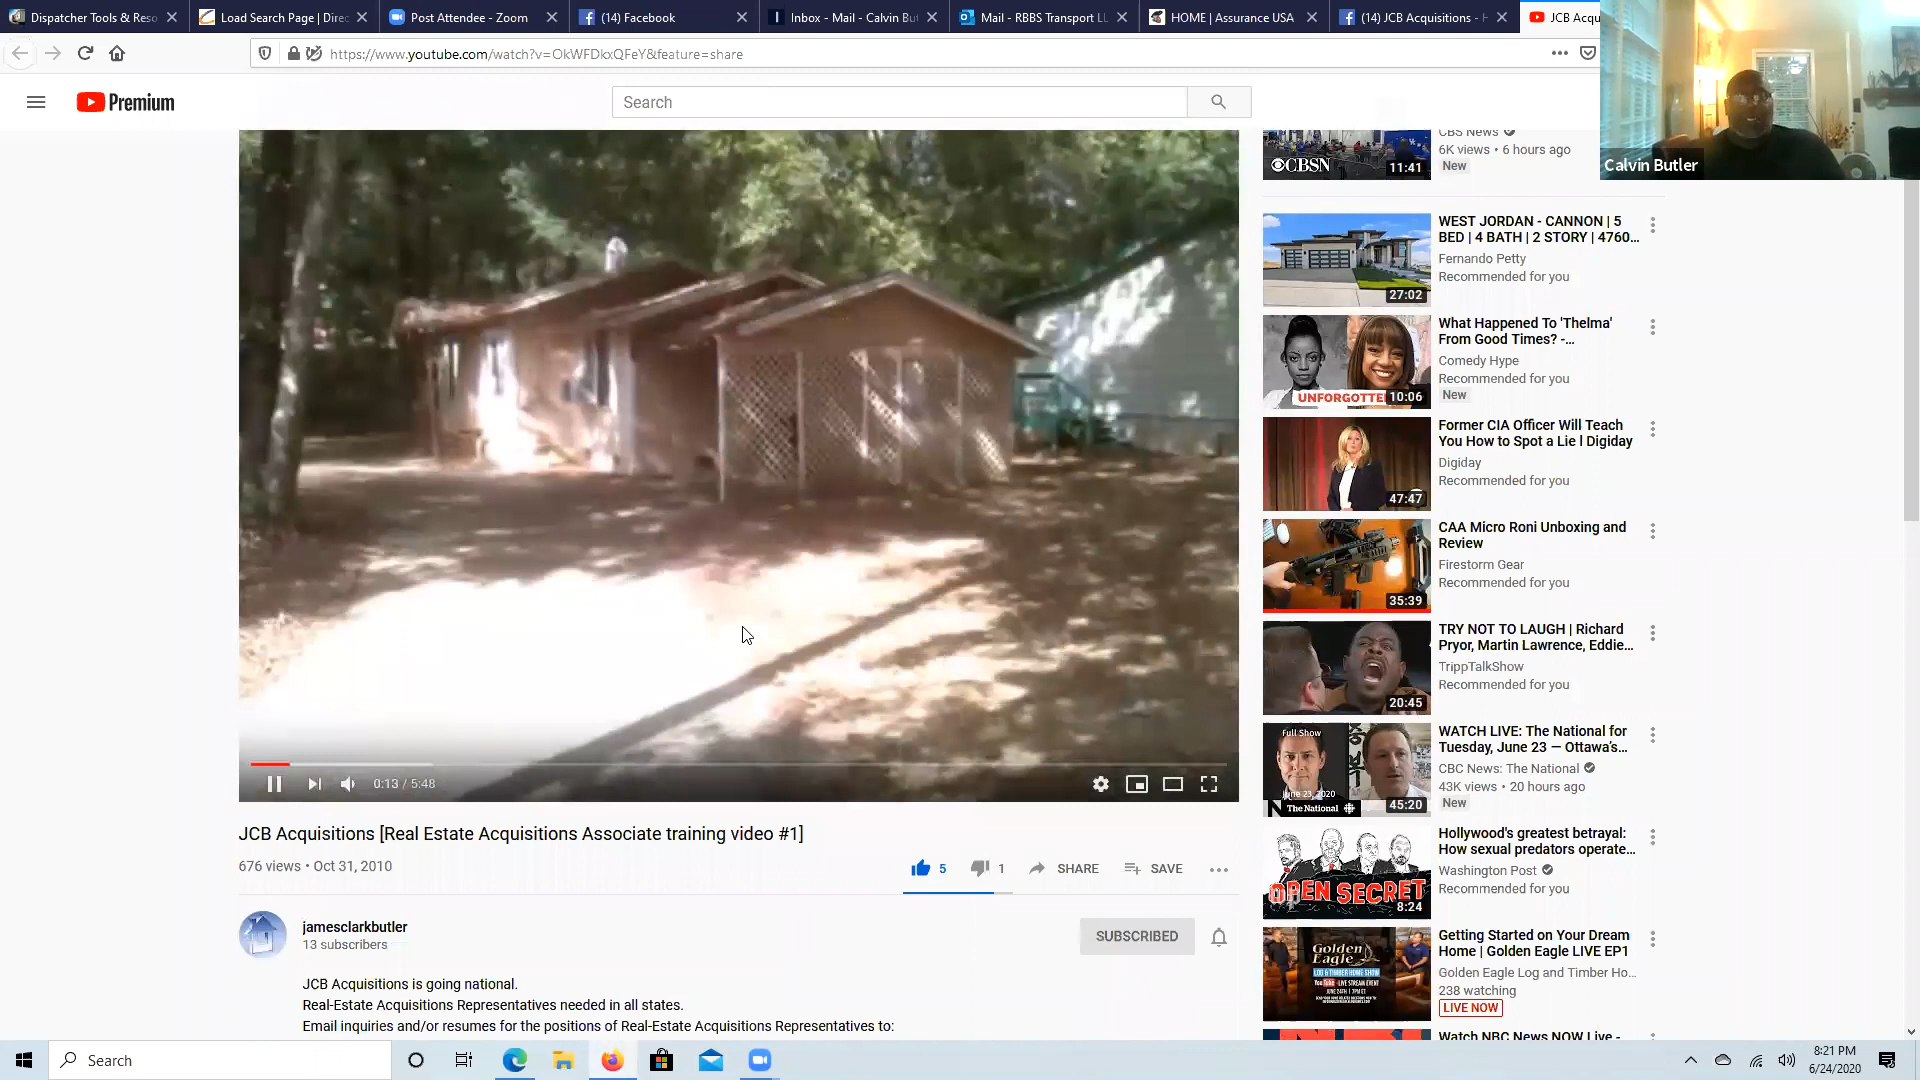 Dispatcher Tools & Reso
Load Search Page | Direc
Post Attendee - Zoom
(14) Facebook
Inbox - Mail - Calvin Bu
Mail - RBBS Transport LL
HOME | Assurance USA
(14) JCB Acquisitions - H
JCB Acqu
https://www.youtube.com/watch?v=OkWFDkxQFeY&feature=share
Premium
Search
Calvin Butler
CBS News
6K views • 6 hours ago
New
CBSN
11:41
WEST JORDAN - CANNON | 5
BED | 4 BATH | 2 STORY | 4760...
Fernando Petty
Recommended for you
27:02
What Happened To 'Thelma'
From Good Times? -...
Comedy Hype
Recommended for you
New
UNFORGOTTE
10:06
Former CIA Officer Will Teach
You How to Spot a Lie l Digiday
Digiday
Recommended for you
47:47
CAA Micro Roni Unboxing and
Review
Firestorm Gear
Recommended for you
35:39
TRY NOT TO LAUGH | Richard
Pryor, Martin Lawrence, Eddie...
TrippTalkShow
Recommended for you
20:45
WATCH LIVE: The National for
Tuesday, June 23 — Ottawa's...
CBC News: The National
43K views • 20 hours ago
New
Full Show
June 23, 2020
The National
45:20
Hollywood's greatest betrayal:
How sexual predators operate...
Washington Post
Recommended for you
OPEN SECRET
8:24
Getting Started on Your Dream
Home | Golden Eagle LIVE EP1
Golden Eagle Log and Timber Ho...
238 watching
LIVE NOW
Golden
Eagle
LOG & TIMBER HOME SHOW
YouTube -LIVE STREAM EVENT
Watch NBC News NOW Live -
0:13 / 5:48
JCB Acquisitions [Real Estate Acquisitions Associate training video #1]
676 views • Oct 31, 2010
5
1
SHARE
SAVE
jamesclarkbutler
13 subscribers
SUBSCRIBED
JCB Acquisitions is going national.
Real-Estate Acquisitions Representatives needed in all states.
Email inquiries and/or resumes for the positions of Real-Estate Acquisitions Representatives to:
Search
8:21 PM
6/24/2020